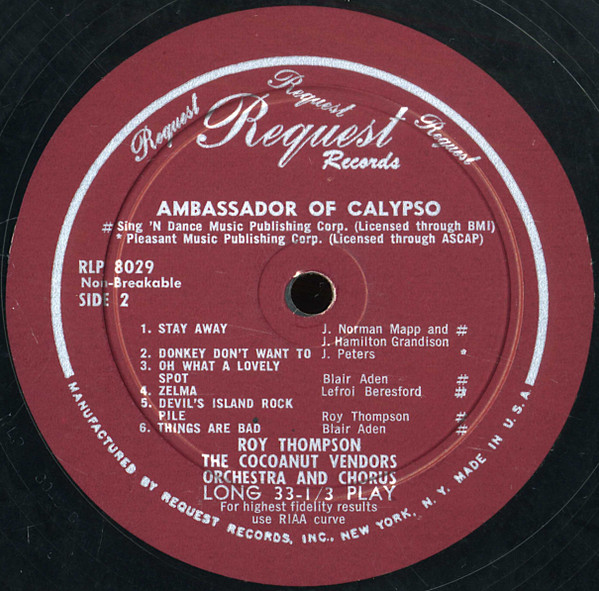 Request
Request
Request
Request
Records
AMBASSADOR OF CALYPSO
# Sing 'N Dance Music Publishing Corp. (Licensed through BMI)
* Pleasant Music Publishing Corp. (Licensed through ASCAP)
RLP 8029
Non-Breakable
SIDE 2
1. STAY AWAY J. Norman Mapp and #
J. Hamilton Grandison
2. DONKEY DON'T WANT TO J. Peters *
3. OH WHAT A LOVELY
SPOT Blair Aden #
4. ZELMA Lefroi Beresford #
5. DEVIL'S ISLAND ROCK
PILE Roy Thompson #
6. THINGS ARE BAD Blair Aden #
ROY THOMPSON
THE COCOANUT VENDORS
ORCHESTRA AND CHORUS
LONG 33-1/3 PLAY
For highest fidelity results
use RIAA curve
MANUFACTURED BY REQUEST RECORDS, INC., NEW YORK, N. Y. MADE IN U.S.A.